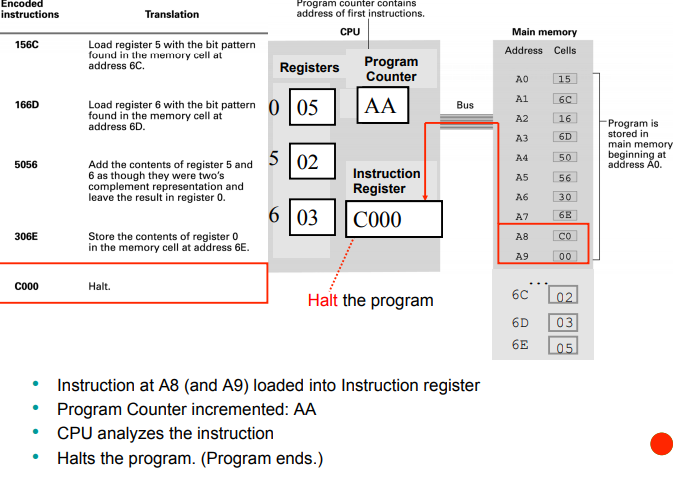 Encoded
instructions
Translation
156C
Load register 5 with the bit pattern
found in the memory cell at
address 6C.
166D
Load register 6 with the bit pattern
found in the memory cell at
address 6D.
5056
Add the contents of register 5 and
6 as though they were two's
complement representation and
leave the result in register 0.
306E
Store the contents of register 0
in the memory cell at address 6E.
C000
Halt.
Program counter contains
address of first instructions.
CPU
Registers
Program
Counter
0 05
AA
5 02
6 03
Instruction
Register
C000
Halt the program
Bus
Main memory
Address Cells
A0 15
A1 6C
A2 16
A3 6D
A4 50
A5 56
A6 30
A7 6E
A8 C0
A9 00
Program is
stored in
main memory
beginning at
address A0.
...
6C 02
6D 03
6E 05
• Instruction at A8 (and A9) loaded into Instruction register
• Program Counter incremented: AA
• CPU analyzes the instruction
• Halts the program. (Program ends.)